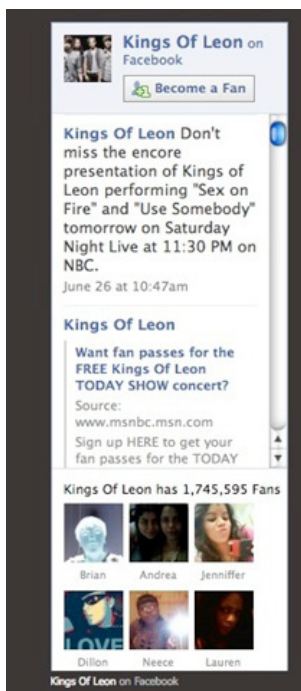 Kings Of Leon on
Facebook
Become a Fan
Kings Of Leon Don't
miss the encore
presentation of Kings of
Leon performing "Sex on
Fire" and "Use Somebody"
tomorrow on Saturday
Night Live at 11:30 PM on
NBC.
June 26 at 10:47am
Kings Of Leon
Want fan passes for the
FREE Kings Of Leon
TODAY SHOW concert?
Source:
www.msnbc.msn.com
Sign up HERE to get your
fan passes for the TODAY
Kings Of Leon has 1,745,595 Fans
Brian Andrea Jenniffer
LOVE
Dillon Neece Lauren
Kings Of Leon on Facebook